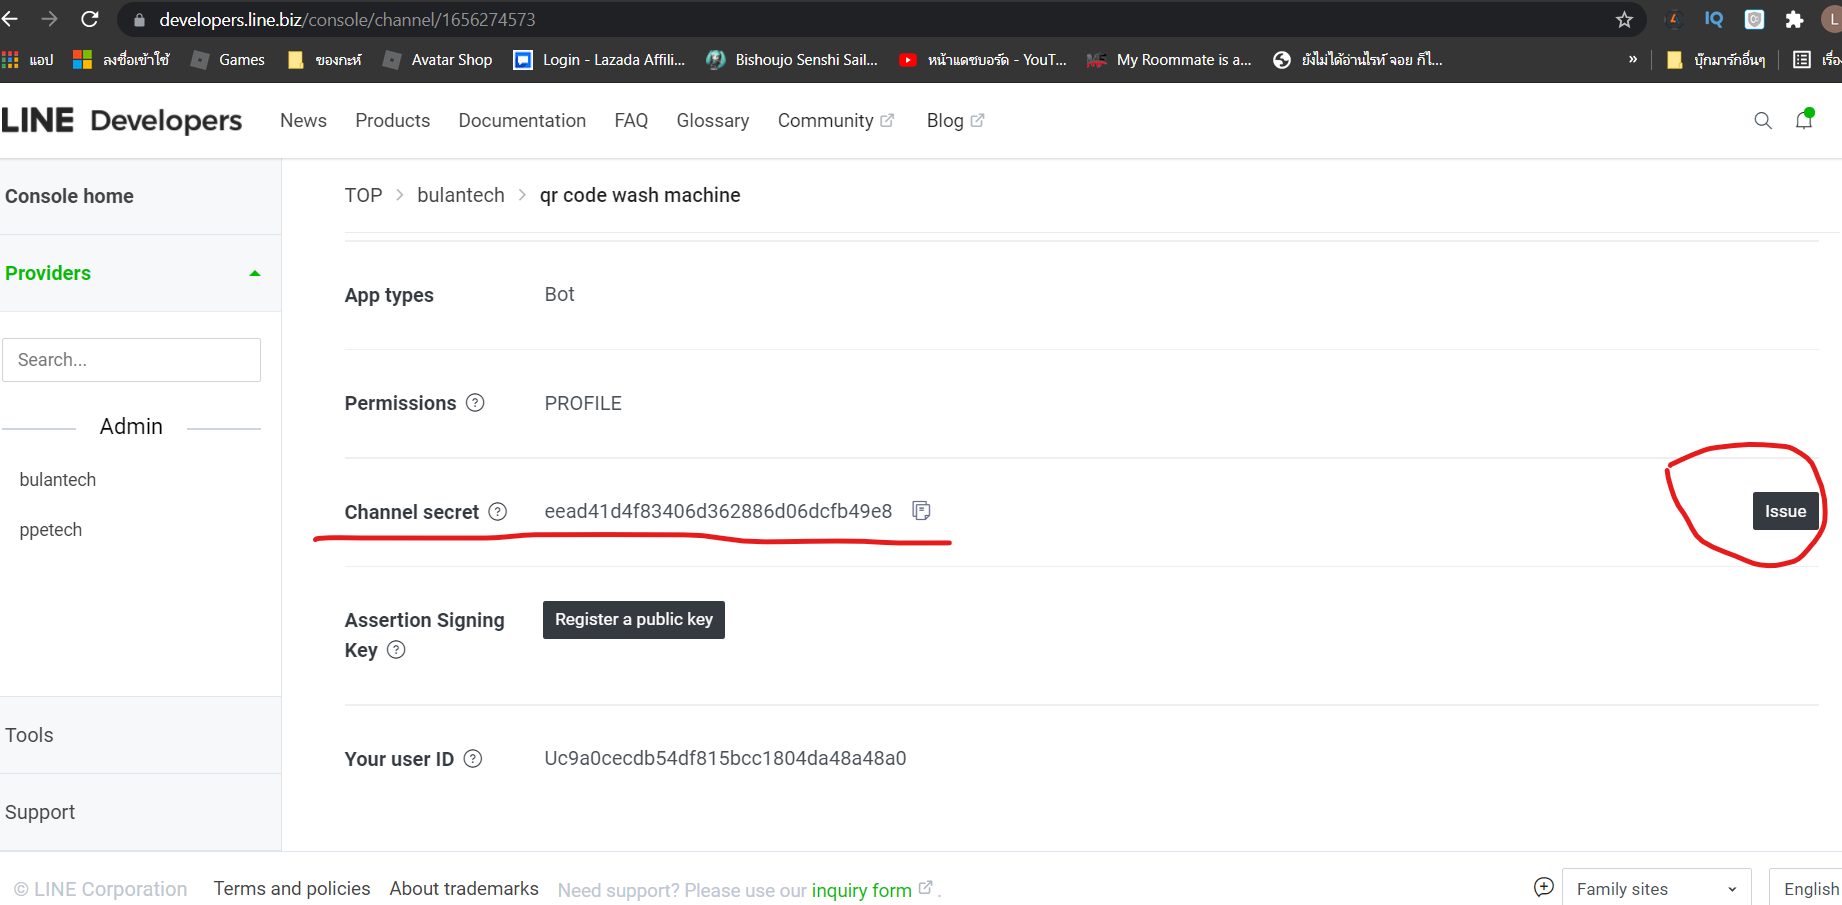 developers.line.biz/console/channel/1656274573
IQ
L
แอป
ลงชื่อเข้าใช้
Games
ของกะห์
Avatar Shop
Login - Lazada Affili...
Bishoujo Senshi Sail...
หน้าแดชบอร์ด - YouT...
My Roommate is a...
ยังไม่ได้อ่านไรท์ จอย ก็ไ...
»
บุ๊กมาร์กอื่นๆ
LINE Developers
News
Products
Documentation
FAQ
Glossary
Community
Blog
Console home
TOP > bulantech > qr code wash machine
Providers
App types
Bot
Search...
Permissions ?
PROFILE
Admin
bulantech
Channel secret ?
eead41d4f83406d362886d06dcfb49e8
Issue
ppetech
Assertion Signing
Key ?
Register a public key
Tools
Your user ID ?
Uc9a0cecdb54df815bcc1804da48a48a0
Support
© LINE Corporation
Terms and policies
About trademarks
Need support? Please use our inquiry form .
Family sites
English